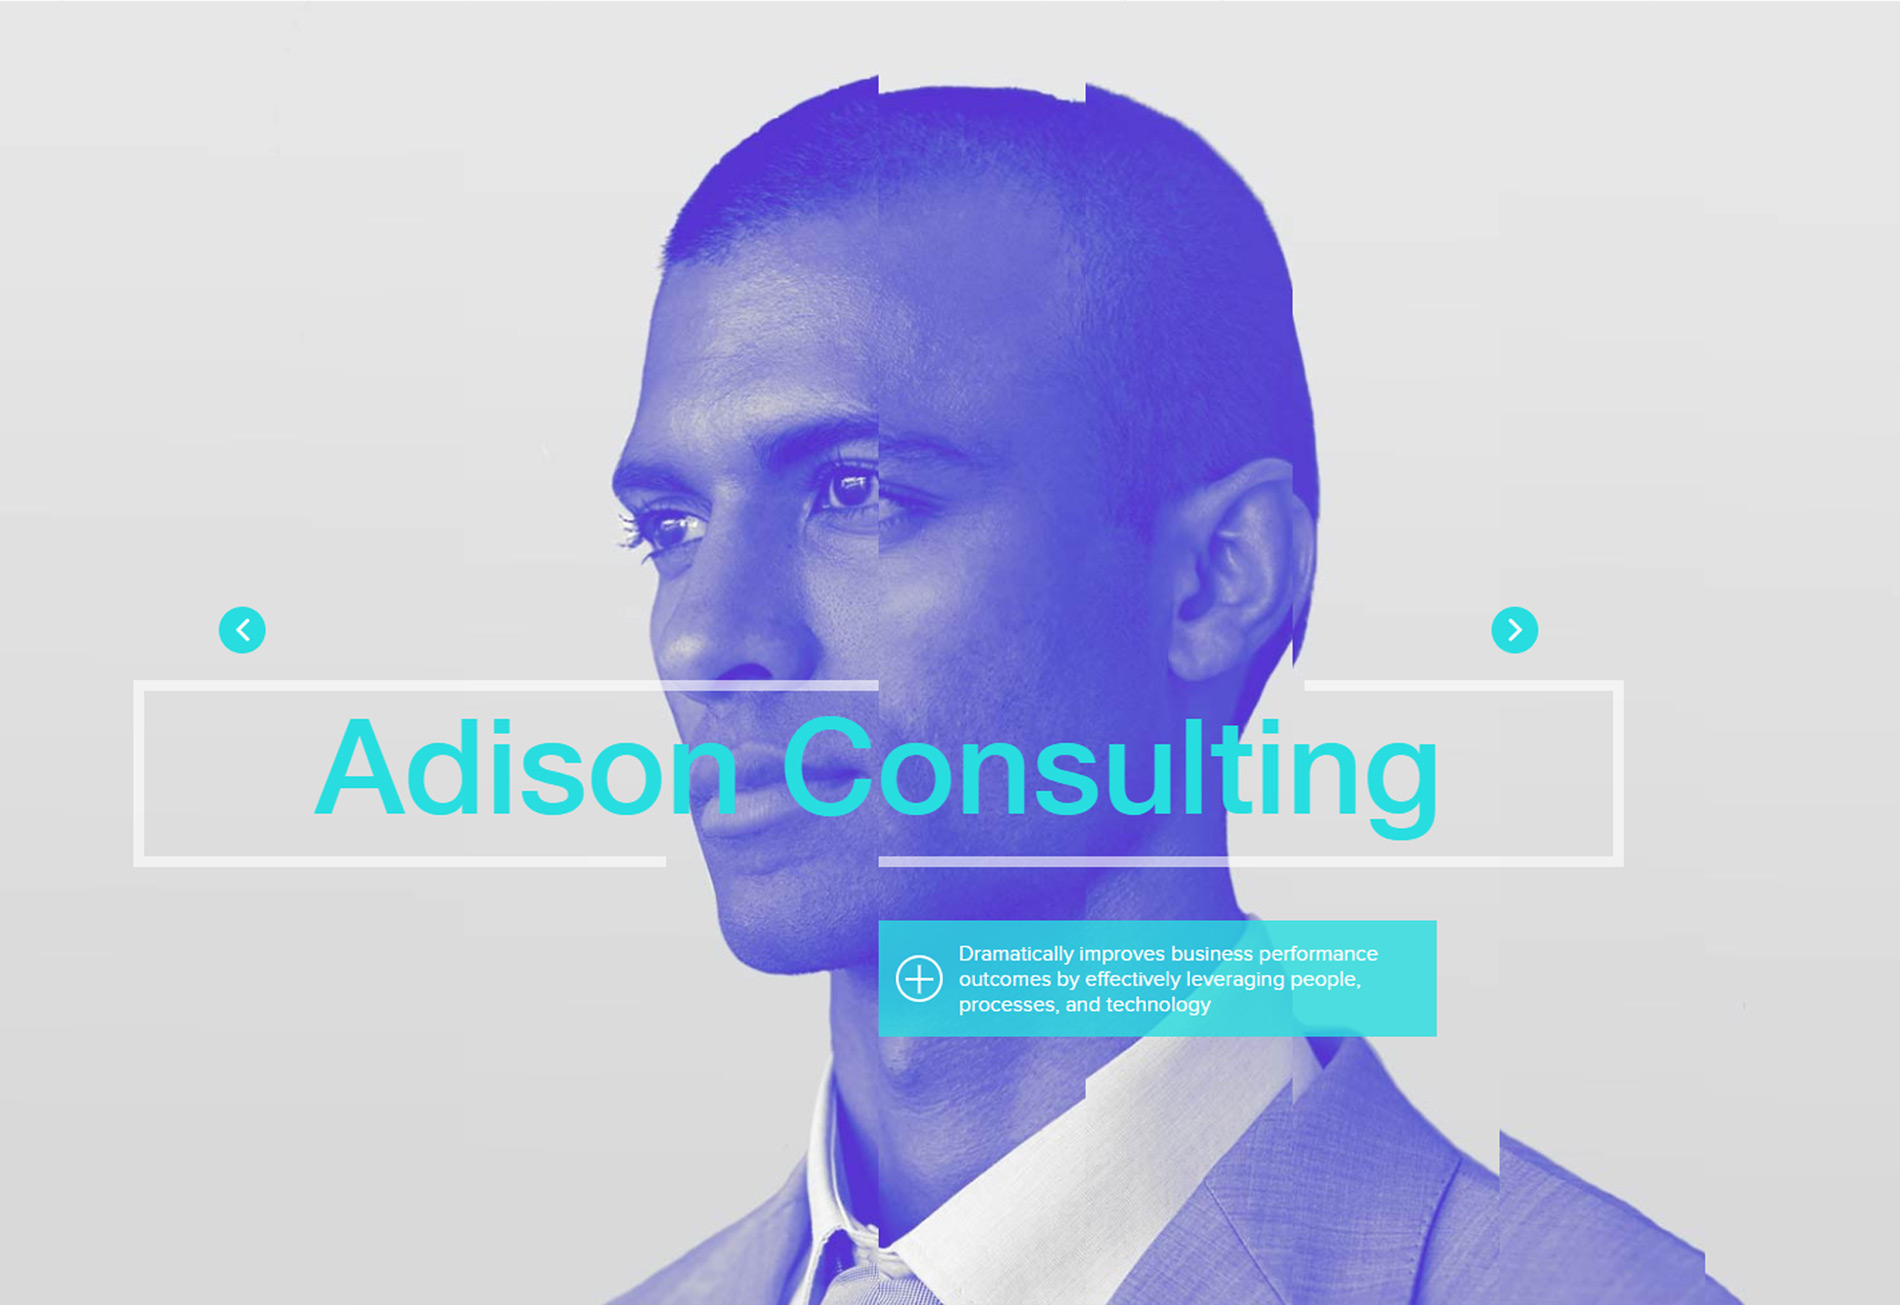 Adison Consulting
Dramatically improves business performance
outcomes by effectively leveraging people,
processes, and technology